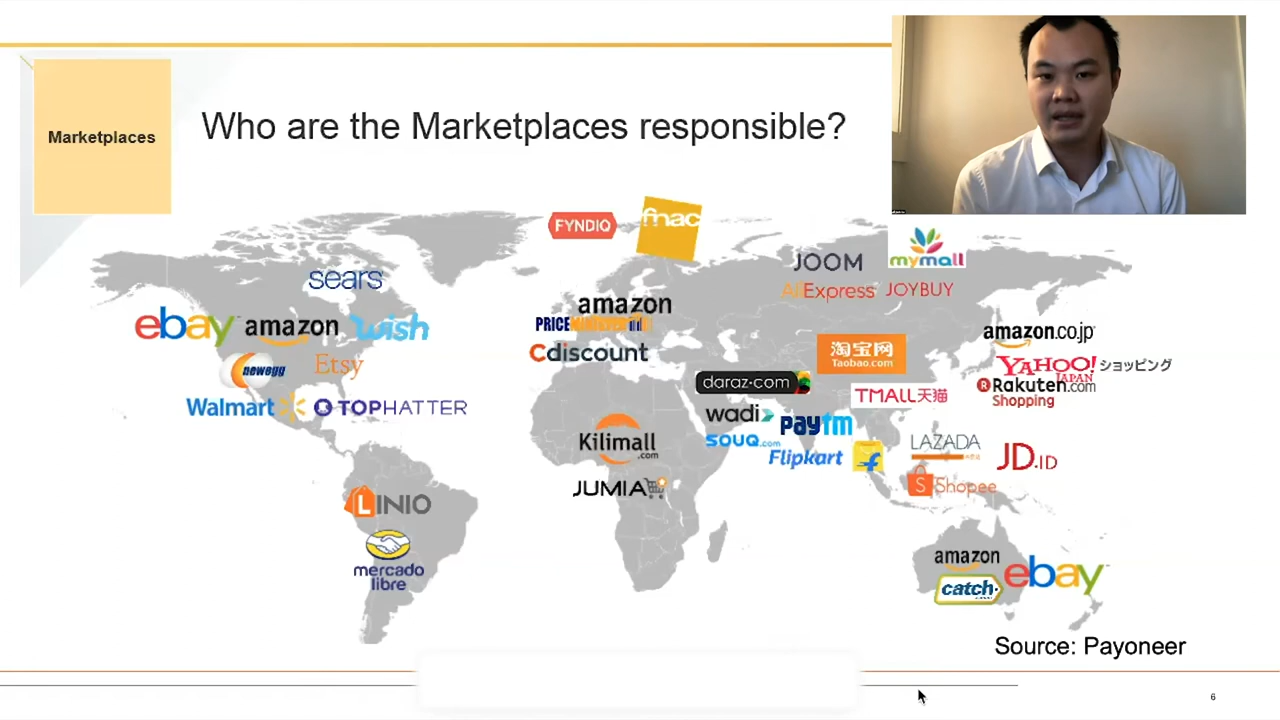 Marketplaces
Who are the Marketplaces responsible?
FYNDIQ
fnac
sears
JOOM
mymall
AliExpress JOYBUY
ebay amazon wish
amazon
PRICEMINISTER
Cdiscount
newegg
Etsy
Walmart TOPHATTER
淘宝网
Taobao.com
amazon.co.jp
YAHOO! ショッピング
JAPAN
Rakuten.com
Shopping
daraz.com
TMALL天猫
wadi
PayTM
souq.com
Flipkart
Kilimall
.com
LAZADA
JD.ID
Shopee
JUMIA
LINIO
mercado
libre
amazon
ebay
catch
Source: Payoneer
6